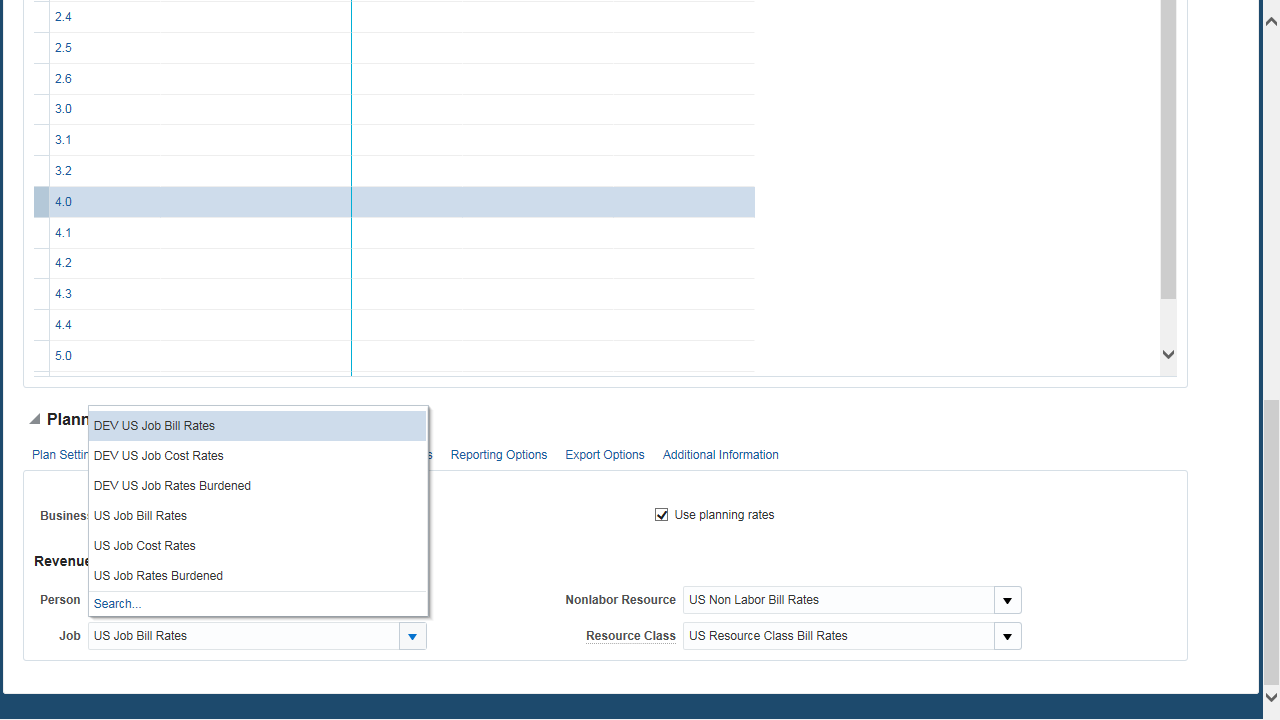 2.4
2.5
2.6
3.0
3.1
3.2
4.0
4.1
4.2
4.3
4.4
5.0
Plann
DEV US Job Bill Rates
Plan Settin
DEV US Job Cost Rates
s Reporting Options Export Options Additional Information
DEV US Job Rates Burdened
Business
US Job Bill Rates
Use planning rates
US Job Cost Rates
Revenue
US Job Rates Burdened
Person
Search...
Nonlabor Resource US Non Labor Bill Rates
Job US Job Bill Rates
Resource Class US Resource Class Bill Rates